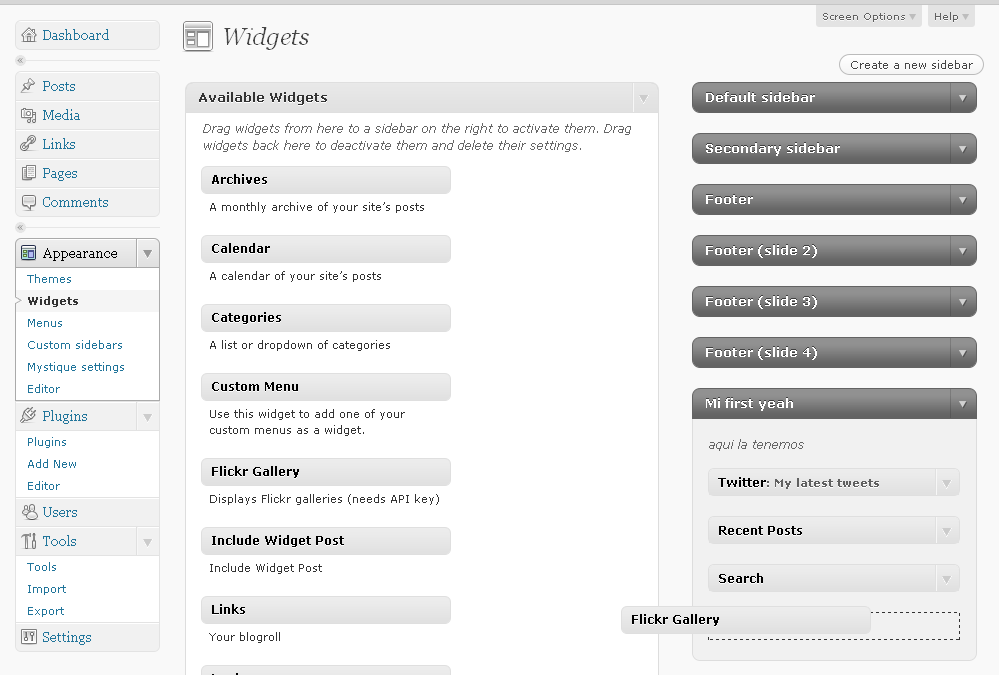 Screen Options
Help
Dashboard
Widgets
Create a new sidebar
Posts
Media
Links
Pages
Comments
Appearance
Themes
Widgets
Menus
Custom sidebars
Mystique settings
Editor
Plugins
Plugins
Add New
Editor
Users
Tools
Tools
Import
Export
Settings
Available Widgets
Drag widgets from here to a sidebar on the right to activate them. Drag
widgets back here to deactivate them and delete their settings.
Archives
A monthly archive of your site’s posts
Calendar
A calendar of your site’s posts
Categories
A list or dropdown of categories
Custom Menu
Use this widget to add one of your
custom menus as a widget.
Flickr Gallery
Displays Flickr galleries (needs API key)
Include Widget Post
Include Widget Post
Links
Your blogroll
Default sidebar
Secondary sidebar
Footer
Footer (slide 2)
Footer (slide 3)
Footer (slide 4)
Mi first yeah
aqui la tenemos
Twitter: My latest tweets
Recent Posts
Search
Flickr Gallery